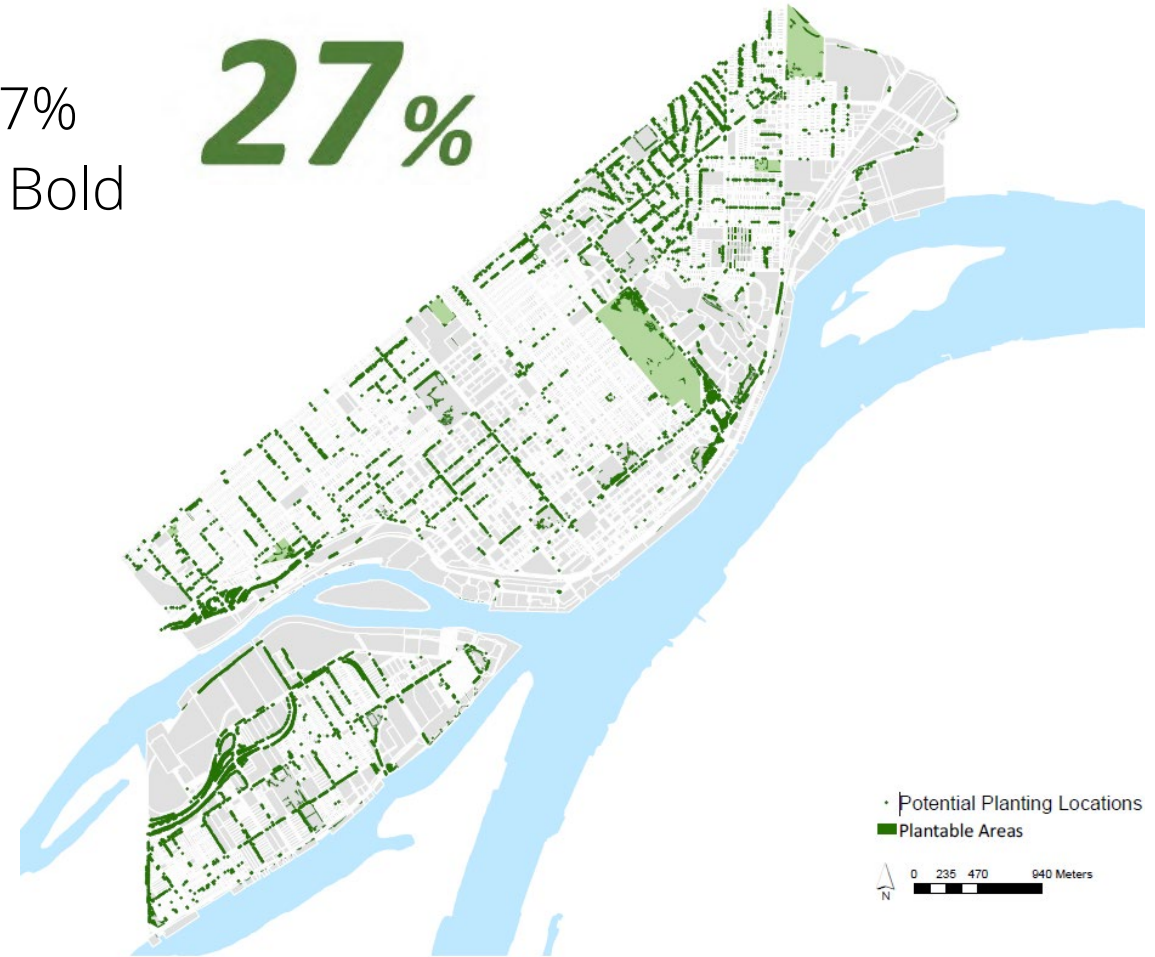 7%
Bold
27%
Potential Planting Locations
Plantable Areas
0 235 470 940 Meters
N